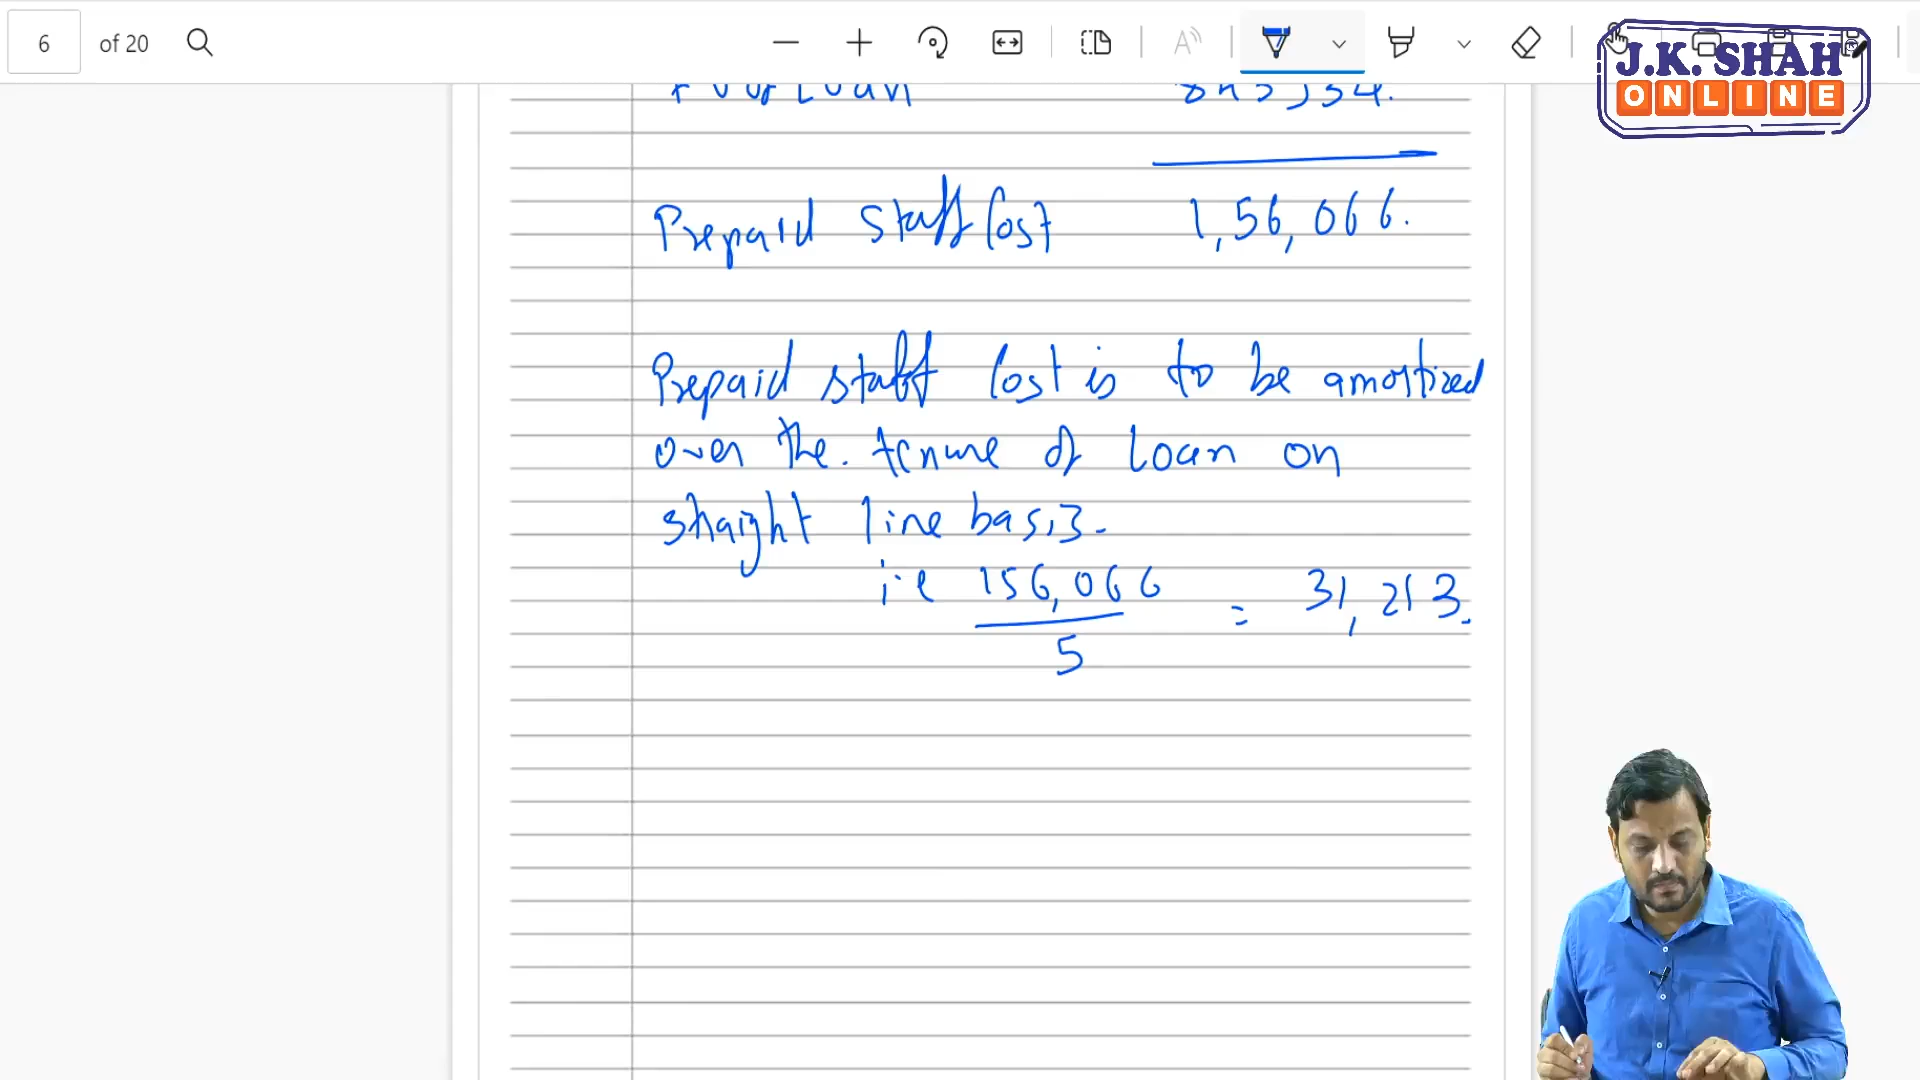 6 of 20
J.K. SHAH
ONLINE
Loan
Prepaid staff Cost 1,56,066.
Prepaid staff Cost is to be amortized
over the. tenure of Loan on
straight line basis.
i.e 156,066 = 31,213.
5